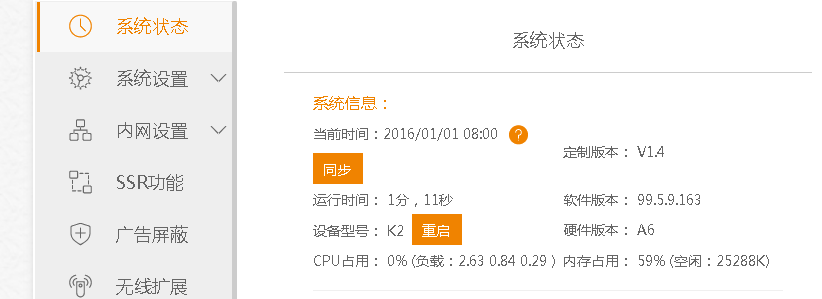 系统状态
系统设置
内网设置
SSR功能
广告屏蔽
无线扩展
系统状态
系统信息：
当前时间：2016/01/01 08:00 ?
同步
定制版本： V1.4
运行时间： 1分，11秒 软件版本： 99.5.9.163
设备型号： K2 重启 硬件版本： A6
CPU占用： 0% (负载：2.63 0.84 0.29 ) 内存占用： 59% (空闲：25288K)